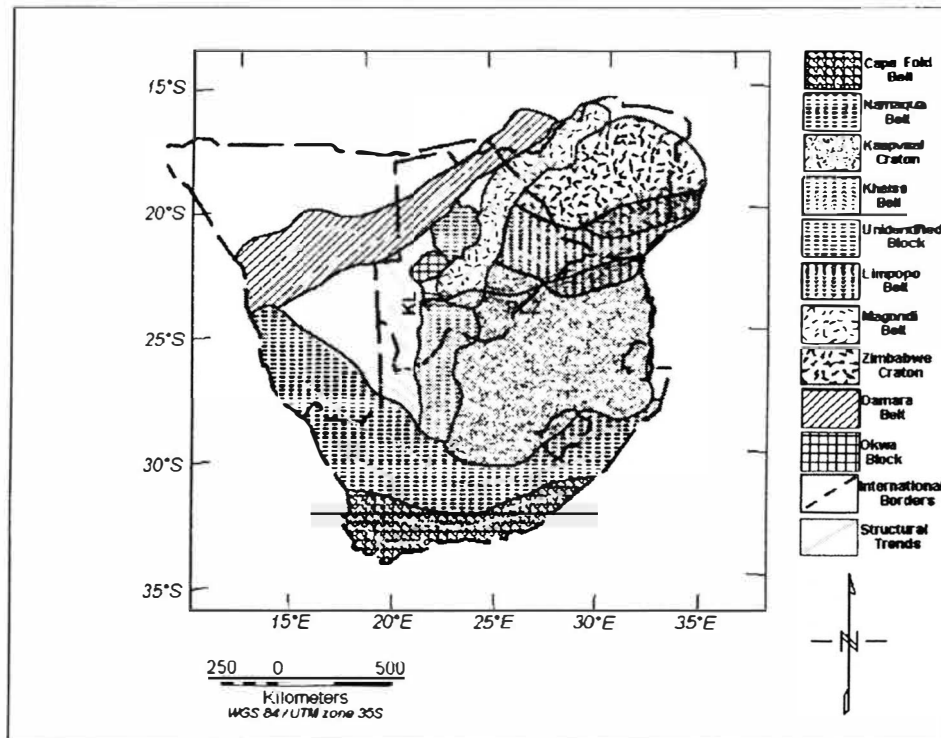 15°S
20°S
25°S
30°S
35°S
15°E
20°E
25°E
30°E
35°E
KL
250 0 500
Kilometers
WGS 84 / UTM zone 35S
Cape Fold
Belt
Namaqua
Belt
Kaapvaal
Craton
Kheiss
Belt
Unidentified
Block
Limpopo
Belt
Magondi
Belt
Zimbabwe
Craton
Damara
Belt
Okwa
Block
International
Borders
Structural
Trends
N